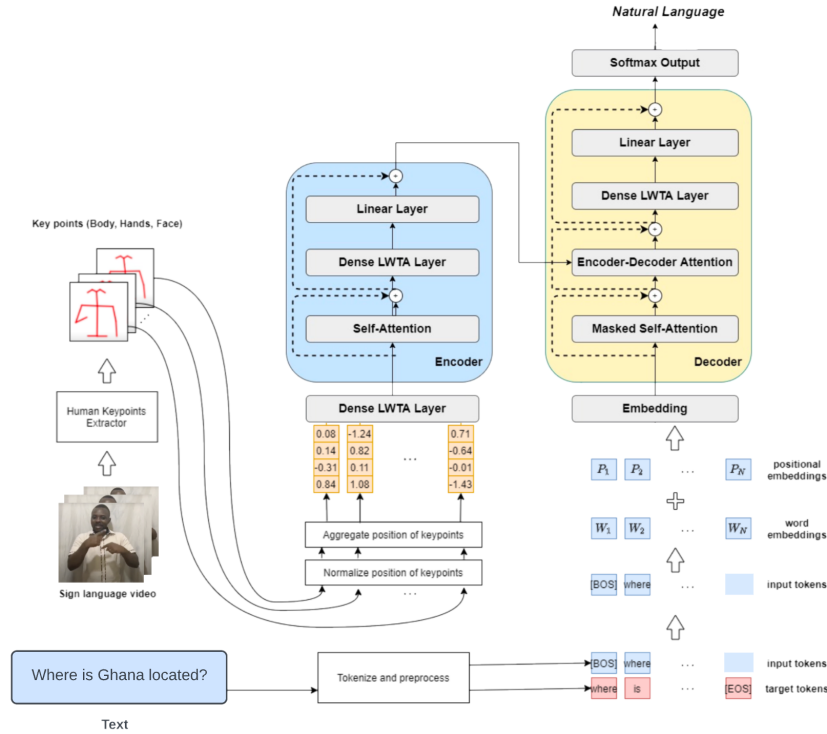 Natural Language
Softmax Output
Linear Layer
Dense LWTA Layer
Encoder-Decoder Attention
Masked Self-Attention
Decoder
Embedding
P1 P2 ... PN positional embeddings
W1 W2 ... WN word embeddings
[BOS] where ... input tokens
[BOS] where ... input tokens
where is ... [EOS] target tokens
Linear Layer
Dense LWTA Layer
Self-Attention
Encoder
Dense LWTA Layer
0.08 -1.24 0.71
0.14 0.82 -0.64
-0.31 0.11 ... -0.01
0.84 1.08 -1.43
Aggregate position of keypoints
Normalize position of keypoints
...
Key points (Body, Hands, Face)
Human Keypoints
Extractor
Sign language video
Where is Ghana located?
Text
Tokenize and preprocess